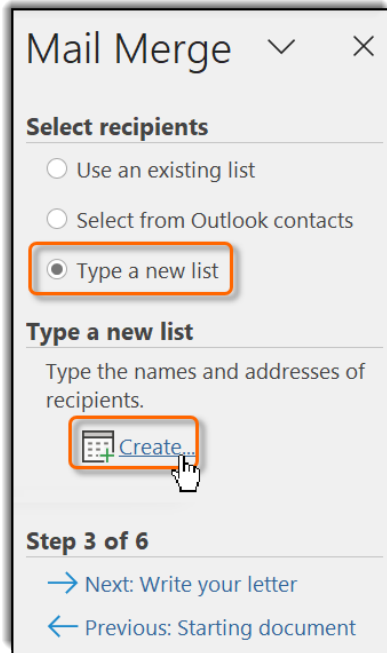 Mail Merge
Select recipients
Use an existing list
Select from Outlook contacts
Type a new list
Type a new list
Type the names and addresses of
recipients.
Create...
Step 3 of 6
Next: Write your letter
Previous: Starting document